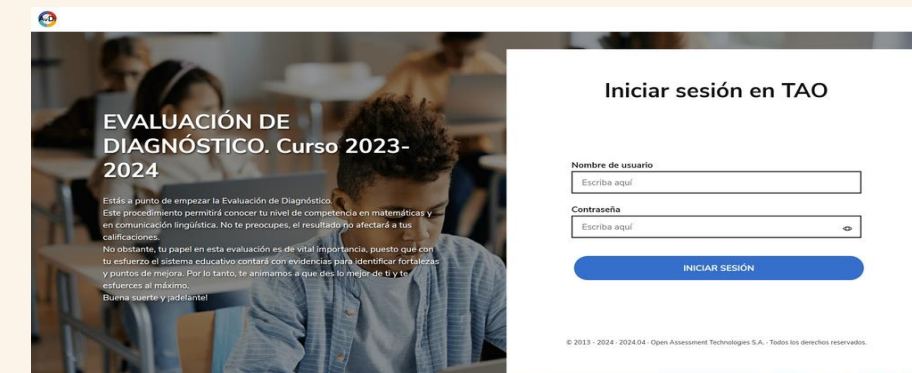 EVALUACIÓN DE
DIAGNÓSTICO. Curso 2023-
2024
Estás a punto de empezar la Evaluación de Diagnóstico.
Este procedimiento permitirá conocer tu nivel de competencia en matemáticas y
en comunicación lingüística. No te preocupes, el resultado no afectará a tus
calificaciones.
No obstante, tu papel en esta evaluación es de vital importancia, puesto que con
tu esfuerzo el sistema educativo contará con evidencias para identificar fortalezas
y puntos de mejora. Por lo tanto, te animamos a que des lo mejor de ti y te
esfuerces al máximo.
Buena suerte y ¡adelante!
Iniciar sesión en TAO
Nombre de usuario
Escriba aquí
Contraseña
Escriba aquí
INICIAR SESIÓN
© 2013 - 2024 · 2024.04 · Open Assessment Technologies S.A. · Todos los derechos reservados.